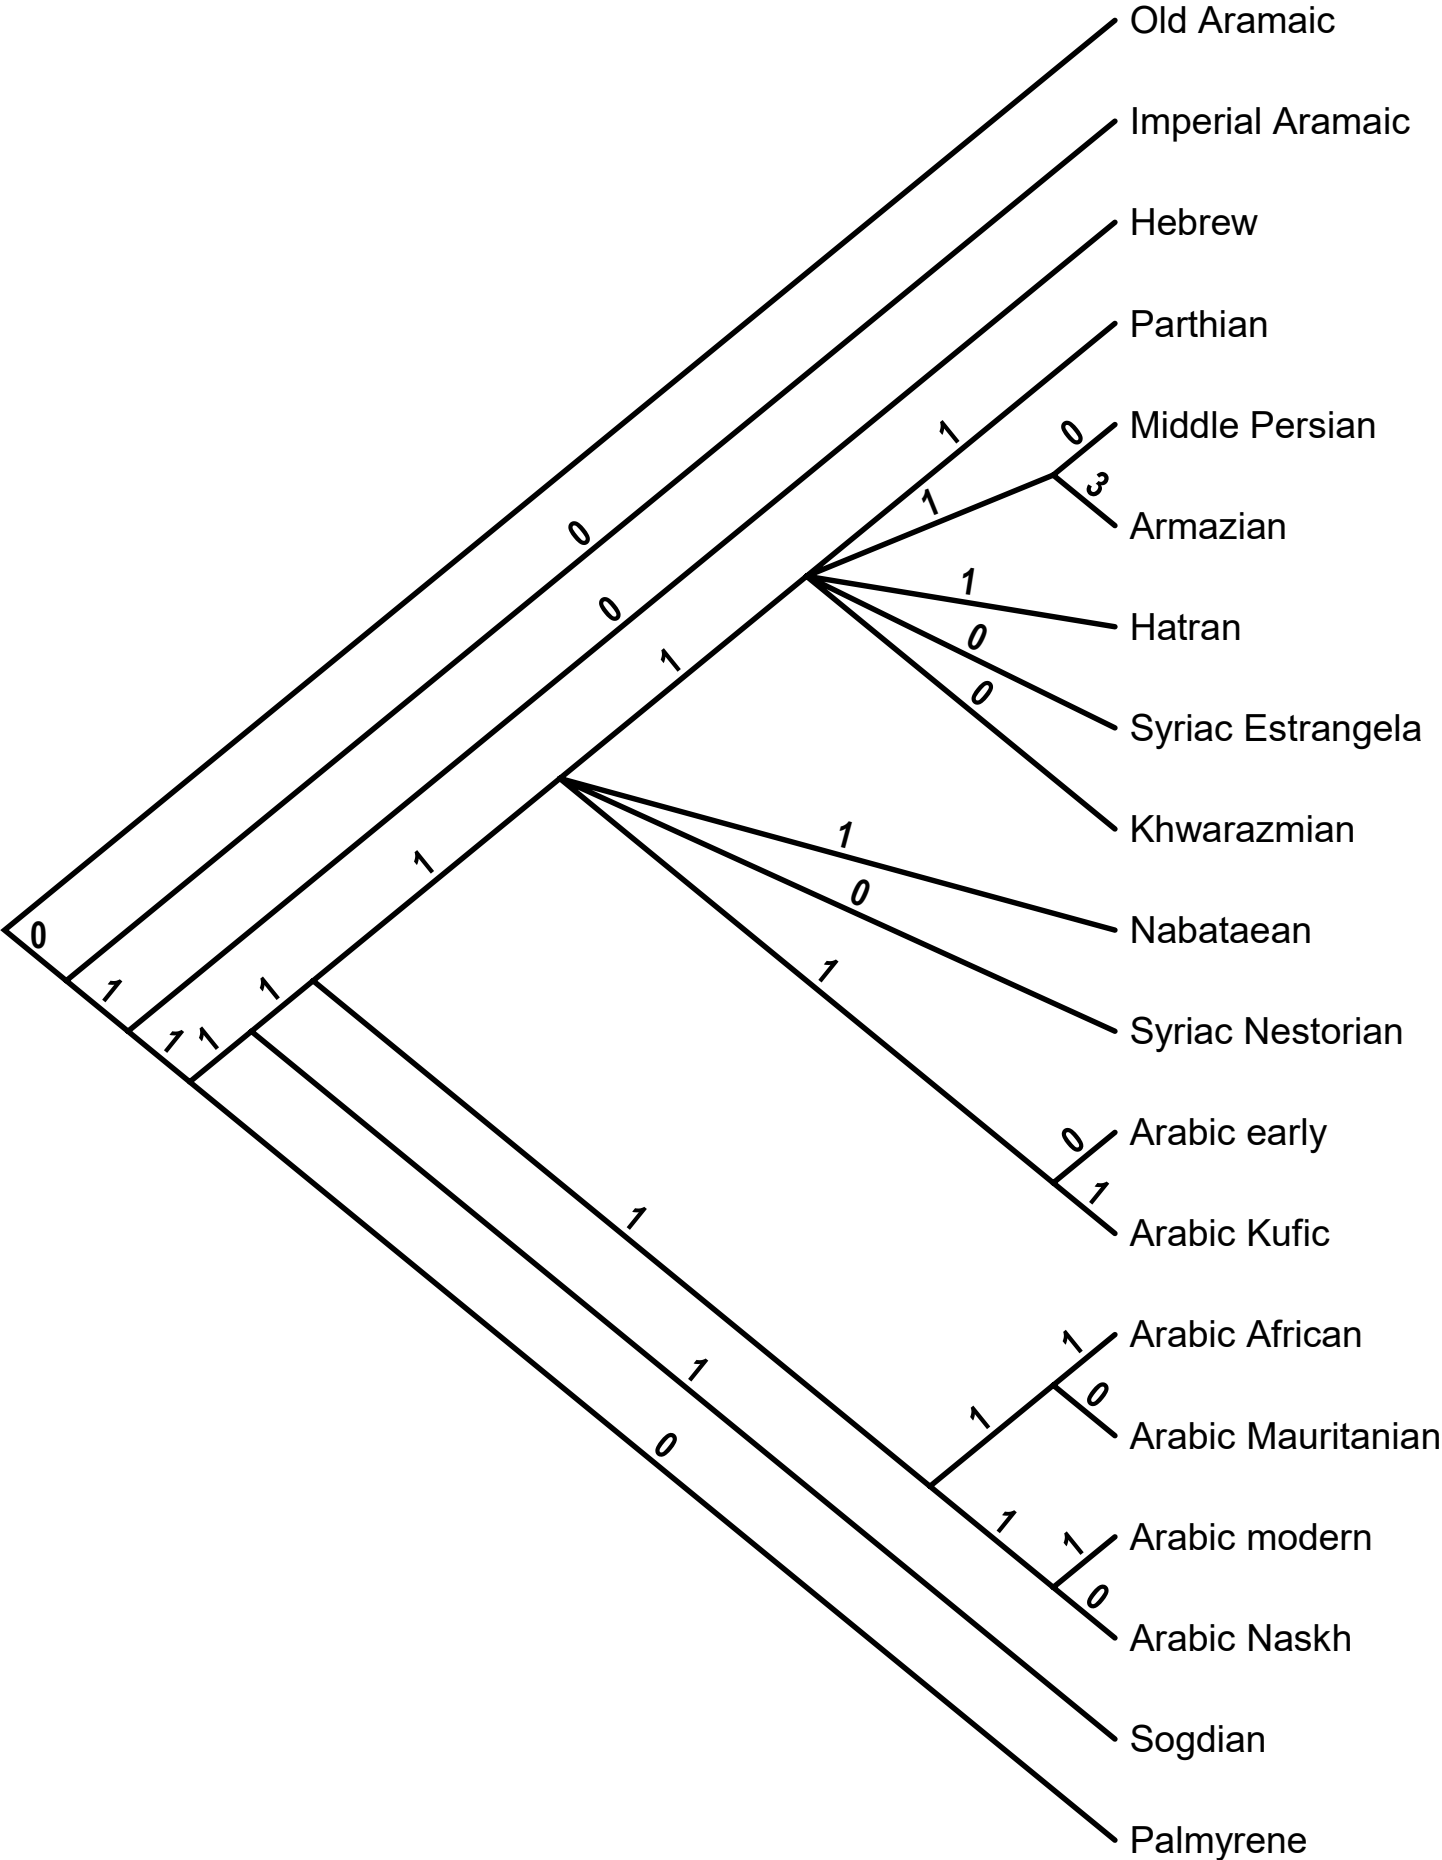 Old Aramaic
Imperial Aramaic
Hebrew
Parthian
1
0
Middle Persian
3
1
Armazian
0
1
Hatran
0
0
1
0
Syriac Estrangela
Khwarazmian
1
1
0
Nabataean
0
1
Syriac Nestorian
1
1
1
1
0
Arabic early
1
Arabic Kufic
1
1
Arabic African
1
0
1
Arabic Mauritanian
0
1
1
Arabic modern
0
Arabic Naskh
Sogdian
Palmyrene